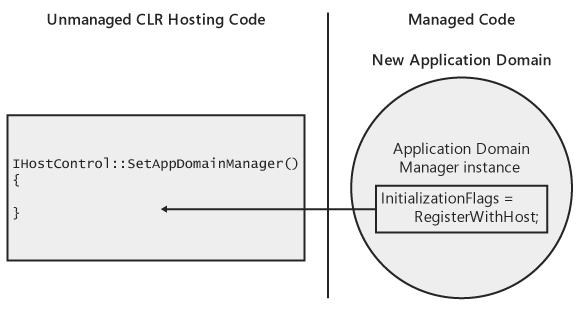 Unmanaged CLR Hosting Code
Managed Code
New Application Domain
IHostControl::SetAppDomainManager()
{
}
Application Domain
Manager instance
InitializationFlags =
RegisterWithHost;